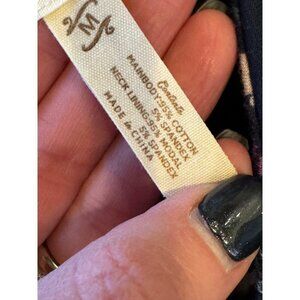 M
Contents
MAINBODY:95% COTTON
5% SPANDEX
NECK LINING:95% MODAL
5% SPANDEX
MADE in CHINA